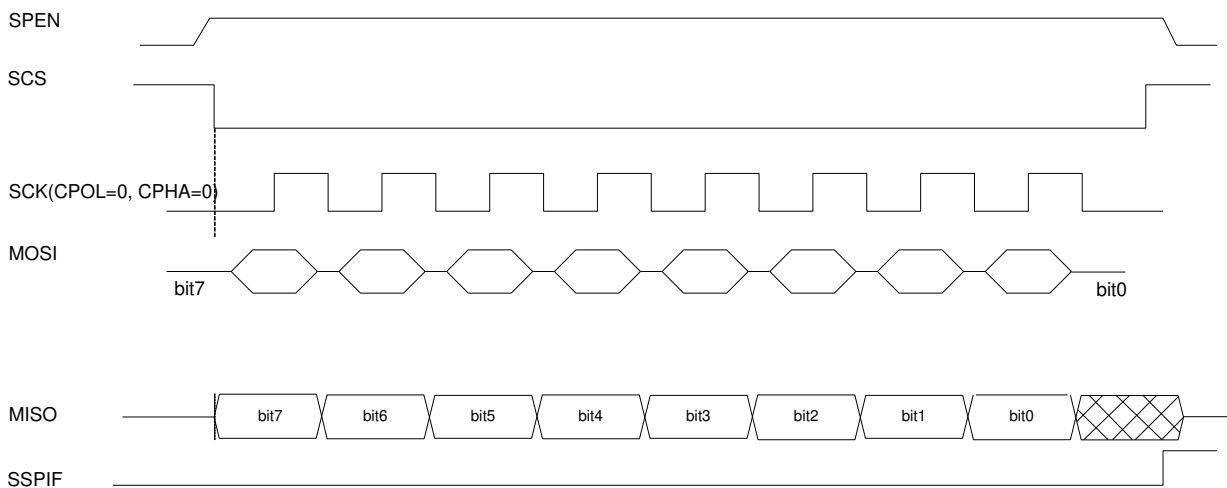 SPEN
SCS
SCK(CPOL=0, CPHA=0)
MOSI
bit7
bit0
MISO
bit7
bit6
bit5
bit4
bit3
bit2
bit1
bit0
SSPIF